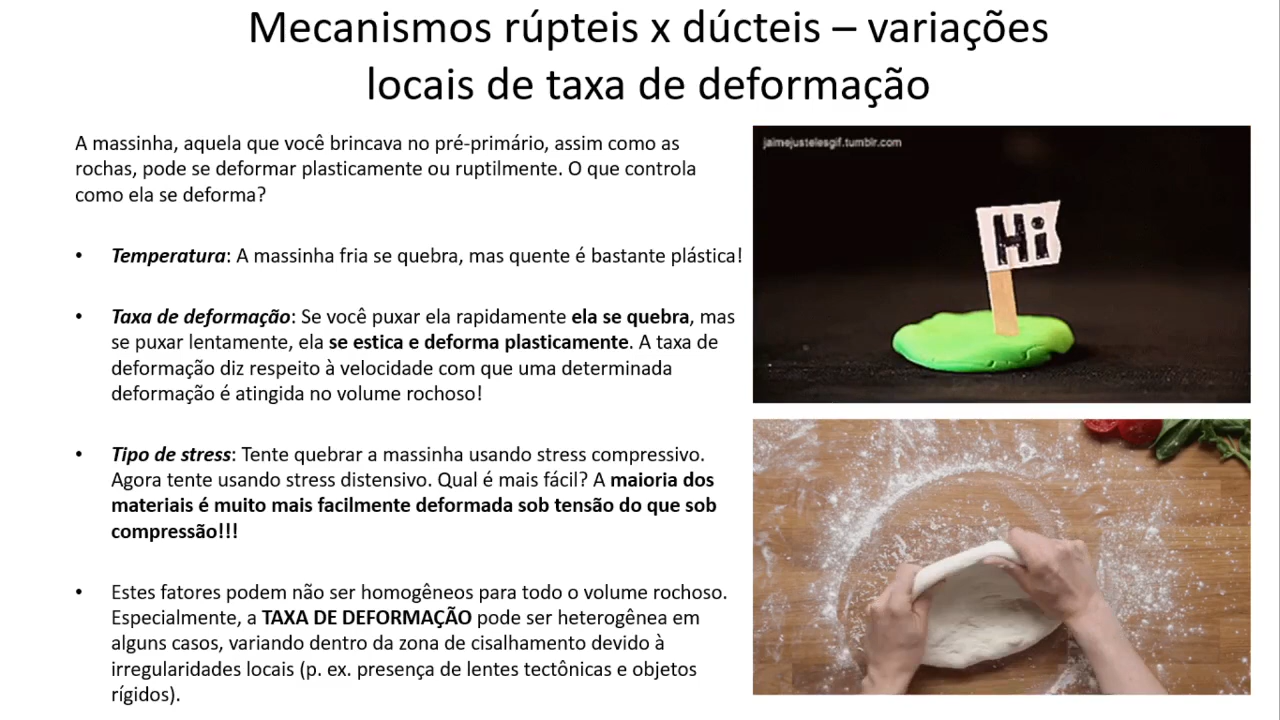 Mecanismos rúpteis x dúcteis – variações
locais de taxa de deformação
A massinha, aquela que você brincava no pré-primário, assim como as
rochas, pode se deformar plasticamente ou ruptilmente. O que controla
como ela se deforma?
• Temperatura: A massinha fria se quebra, mas quente é bastante plástica!
• Taxa de deformação: Se você puxar ela rapidamente ela se quebra, mas
se puxar lentamente, ela se estica e deforma plasticamente. A taxa de
deformação diz respeito à velocidade com que uma determinada
deformação é atingida no volume rochoso!
• Tipo de stress: Tente quebrar a massinha usando stress compressivo.
Agora tente usando stress distensivo. Qual é mais fácil? A maioria dos
materiais é muito mais facilmente deformada sob tensão do que sob
compressão!!!
• Estes fatores podem não ser homogêneos para todo o volume rochoso.
Especialmente, a TAXA DE DEFORMAÇÃO pode ser heterogênea em
alguns casos, variando dentro da zona de cisalhamento devido à
irregularidades locais (p. ex. presença de lentes tectônicas e objetos
rígidos).
jaimejustelesgif.tumblr.com
Hi